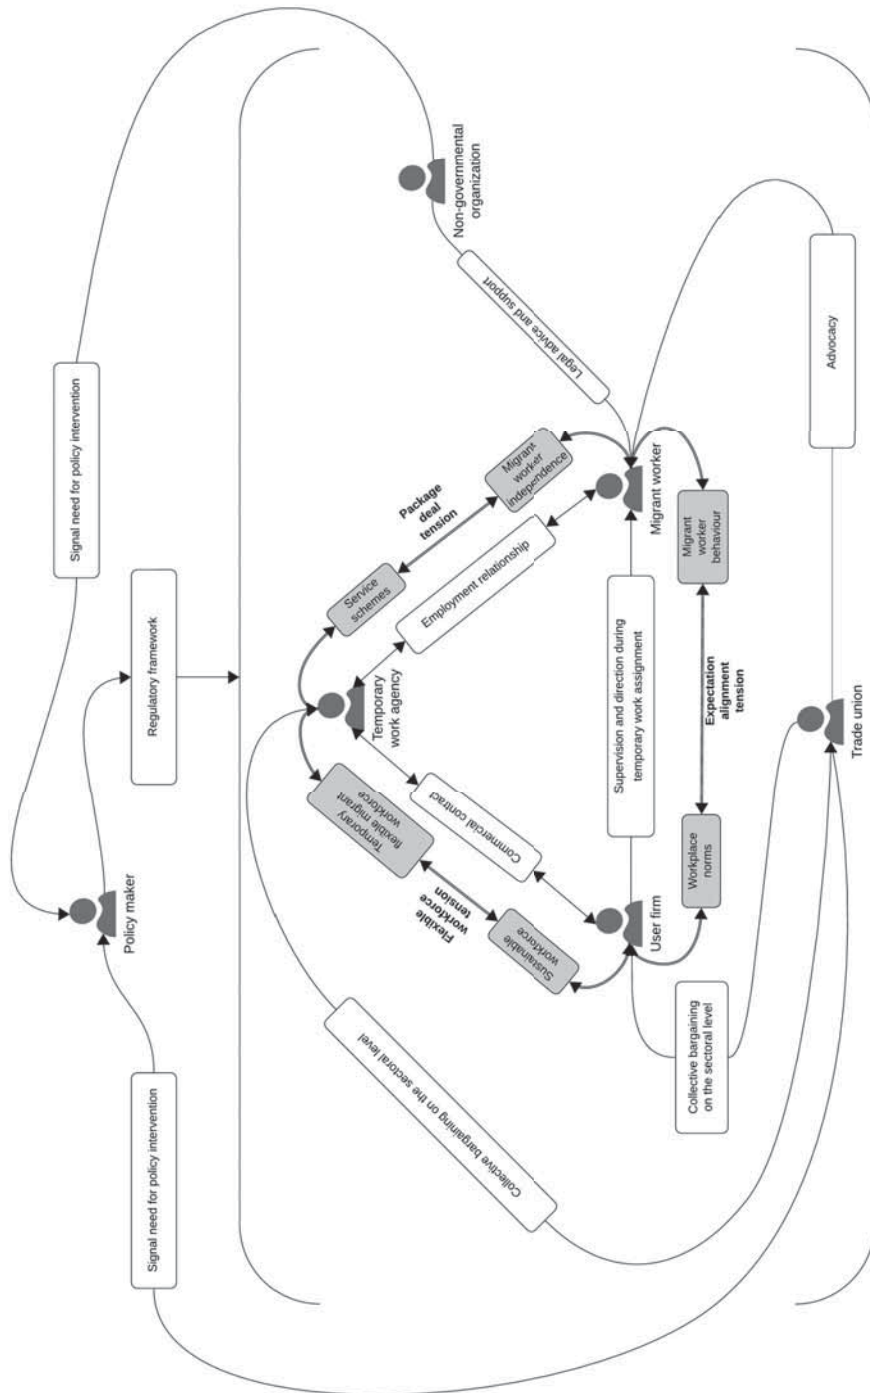 Signal need for policy intervention
Policy maker
Signal need for policy intervention
Regulatory framework
Non-governmental
organization
Legal advice and support
Collective bargaining on the sectoral level
Temporary
work agency
Service
schemes
Package
deal
tension
Migrant
worker
independence
Employment relationship
Temporary
flexible migrant
workforce
Commercial contract
Flexible
workforce
tension
Sustainable
workforce
User firm
Supervision and direction during
temporary work assignment
Migrant worker
Workplace
norms
Expectation
alignment
tension
Migrant
worker
behaviour
Collective bargaining
on the sectoral level
Trade union
Advocacy